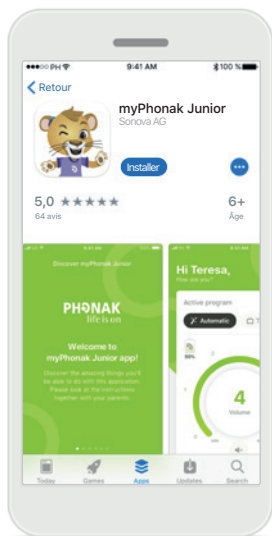 PH
9:41 AM
100 %
Retour
myPhonak Junior
Sonova AG
Installer
5,0
6+
64 avis
Âge
Discover myPhonak Junior
PHONAK
life is on
Welcome to
myPhonak Junior app!
Discover the amazing things you'll
be able to do with this application.
Please look at the instructions
together with your parents.
Hi Teresa,
How are you?
Active program
Automatic
50%
4
Volume
Today
Games
Apps
Updates
Search